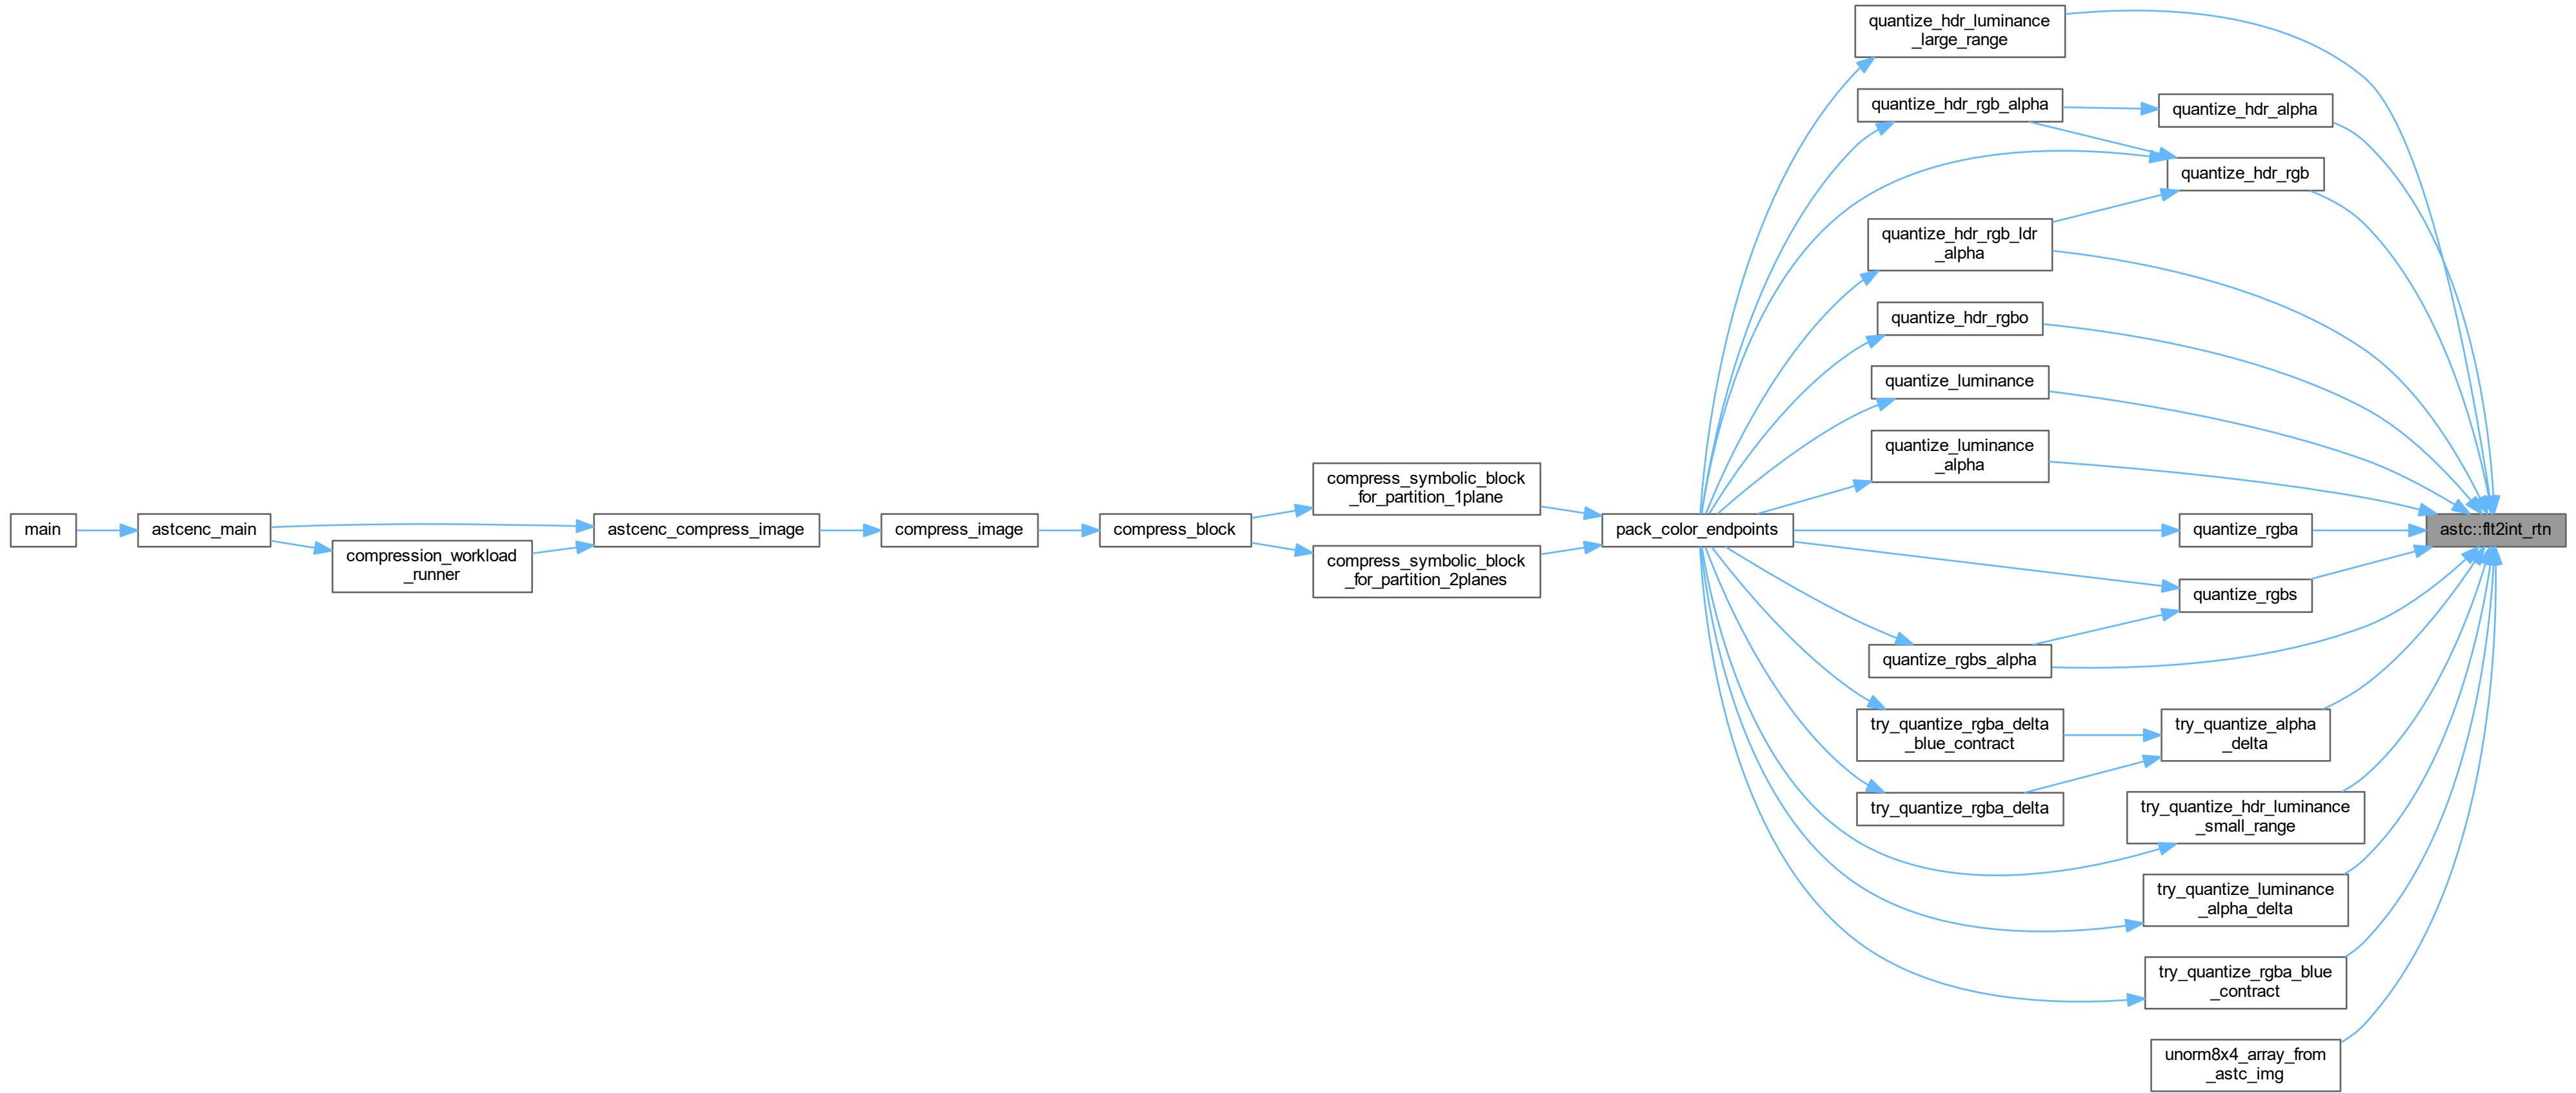 main
astcenc_main
compression_workload
_runner
astcenc_compress_image
compress_image
compress_block
compress_symbolic_block
_for_partition_1plane
compress_symbolic_block
_for_partition_2planes
pack_color_endpoints
quantize_hdr_luminance
_large_range
quantize_hdr_rgb_alpha
quantize_hdr_alpha
quantize_hdr_rgb
quantize_hdr_rgb_ldr
_alpha
quantize_hdr_rgbo
quantize_luminance
quantize_luminance
_alpha
quantize_rgba
astc::flt2int_rtn
quantize_rgbs
quantize_rgbs_alpha
try_quantize_rgba_delta
_blue_contract
try_quantize_alpha
_delta
try_quantize_rgba_delta
try_quantize_hdr_luminance
_small_range
try_quantize_luminance
_alpha_delta
try_quantize_rgba_blue
_contract
unorm8x4_array_from
_astc_img